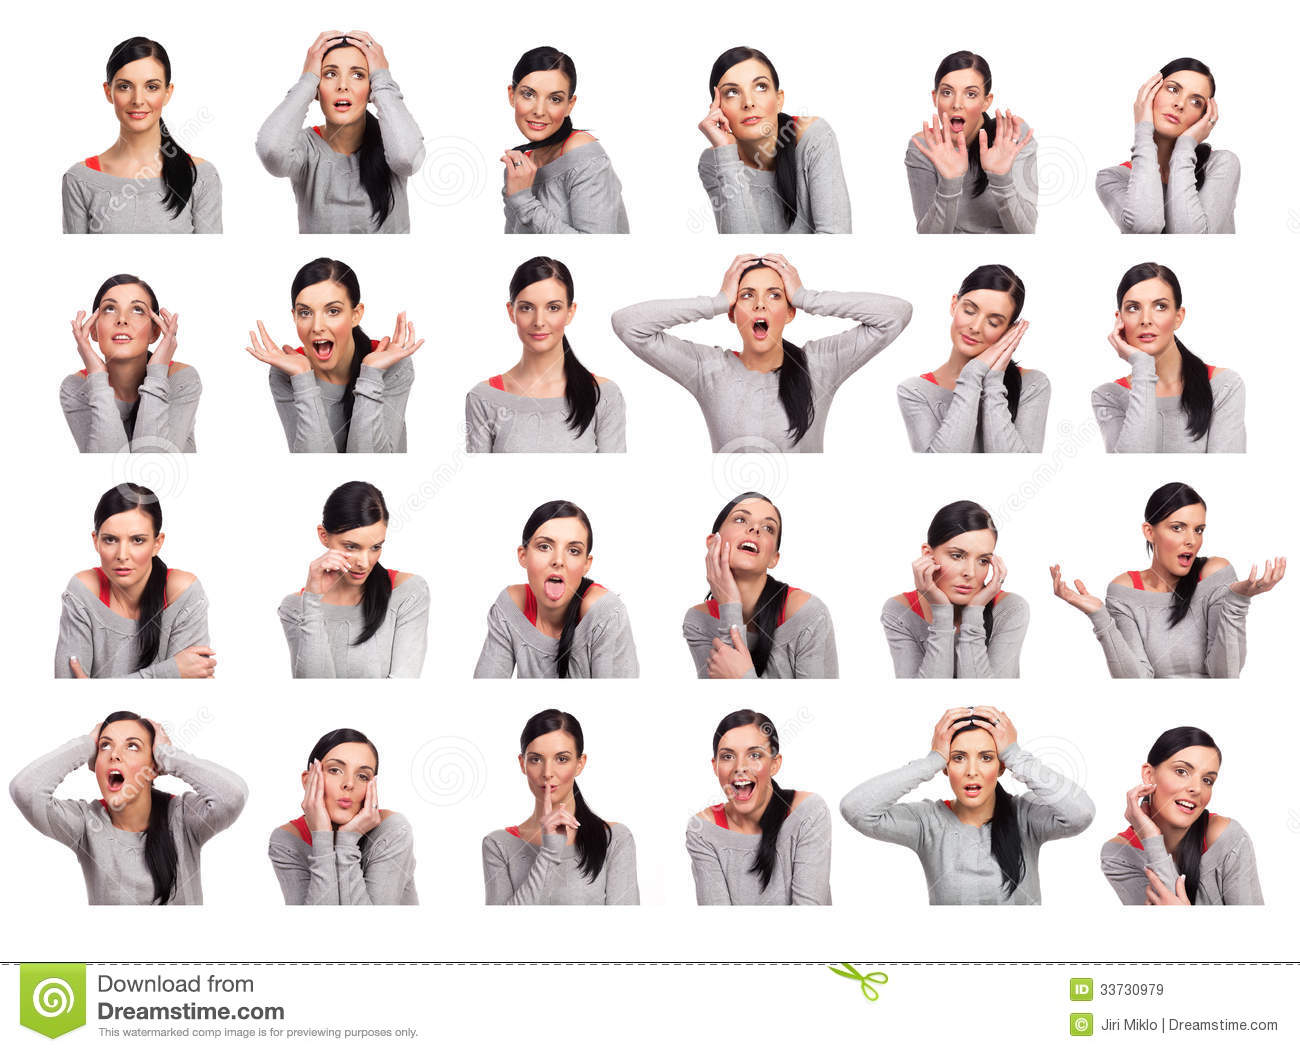 Download from
Dreamstime.com
This watermarked comp image is for previewing purposes only.
ID 33730979
© Jiri Miklo | Dreamstime.com